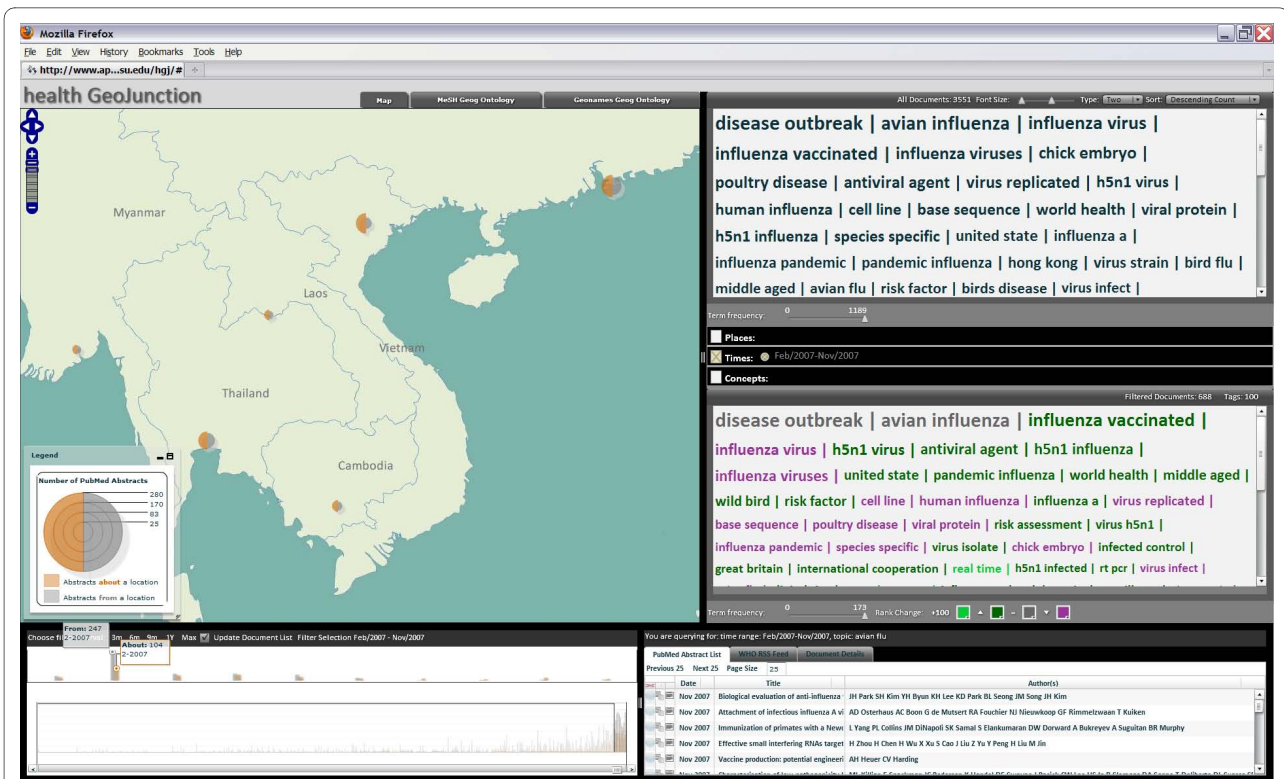 Mozilla Firefox
File Edit View History Bookmarks Tools Help
http://www.ap...su.edu/hgj/#
health GeoJunction
Map
MeSH Geog Ontology
Geonames Geog Ontology
Myanmar
Laos
Vietnam
Thailand
Cambodia
Legend
Number of PubMed Abstracts
280
170
83
25
Abstracts about a location
Abstracts from a location
All Documents: 3551 Font Size: Type: Two Sort: Descending Count
disease outbreak | avian influenza | influenza virus |
influenza vaccinated | influenza viruses | chick embryo |
poultry disease | antiviral agent | virus replicated | h5n1 virus |
human influenza | cell line | base sequence | world health | viral protein |
h5n1 influenza | species specific | united state | influenza a |
influenza pandemic | pandemic influenza | hong kong | virus strain | bird flu |
middle aged | avian flu | risk factor | birds disease | virus infect |
Term frequency: 0 1189
Places:
Times: Feb/2007-Nov/2007
Concepts:
Filtered Documents: 688 Tags: 100
disease outbreak | avian influenza | influenza vaccinated |
influenza virus | h5n1 virus | antiviral agent | h5n1 influenza |
influenza viruses | united state | pandemic influenza | world health | middle aged |
wild bird | risk factor | cell line | human influenza | influenza a | virus replicated |
base sequence | poultry disease | viral protein | risk assessment | virus h5n1 |
influenza pandemic | species specific | virus isolate | chick embryo | infected control |
great britain | international cooperation | real time | h5n1 infected | rt pcr | virus infect |
Term frequency: 0 173 Rank Change: +100
Choose fi
From: 247
2-2007
3m 6m 9m 1Y Max Update Document List Filter Selection Feb/2007 - Nov/2007
About: 104
2-2007
You are querying for: time range: Feb/2007-Nov/2007, topic: avian flu
PubMed Abstract List
WHO RSS Feed
Document Details
Previous 25 Next 25 Page Size 25
Date Title Author(s)
Nov 2007 Biological evaluation of anti-influenza JH Park SH Kim YH Byun KH Lee KD Park BL Seong JM Song JH Kim
Nov 2007 Attachment of infectious influenza A vi AD Osterhaus AC Boon G de Mutsert RA Fouchier NJ Nieuwkoop GF Rimmelzwaan T Kuiken
Nov 2007 Immunization of primates with a Newc L Yang PL Collins JM DiNapoli SK Samal S Elankumaran DW Dorward A Bukreyev A Suguitan BR Murphy
Nov 2007 Effective small interfering RNAs target H Zhou H Chen H Wu X Xu S Cao J Liu Z Yu Y Peng H Liu M Jin
Nov 2007 Vaccine production: potential engineeri AH Heuer CV Harding